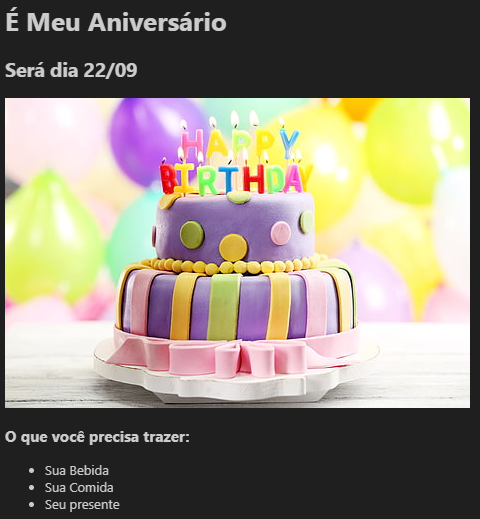 É Meu Aniversário
Será dia 22/09
HAPPY
BIRTHDAY
O que você precisa trazer:
Sua Bebida
Sua Comida
Seu presente